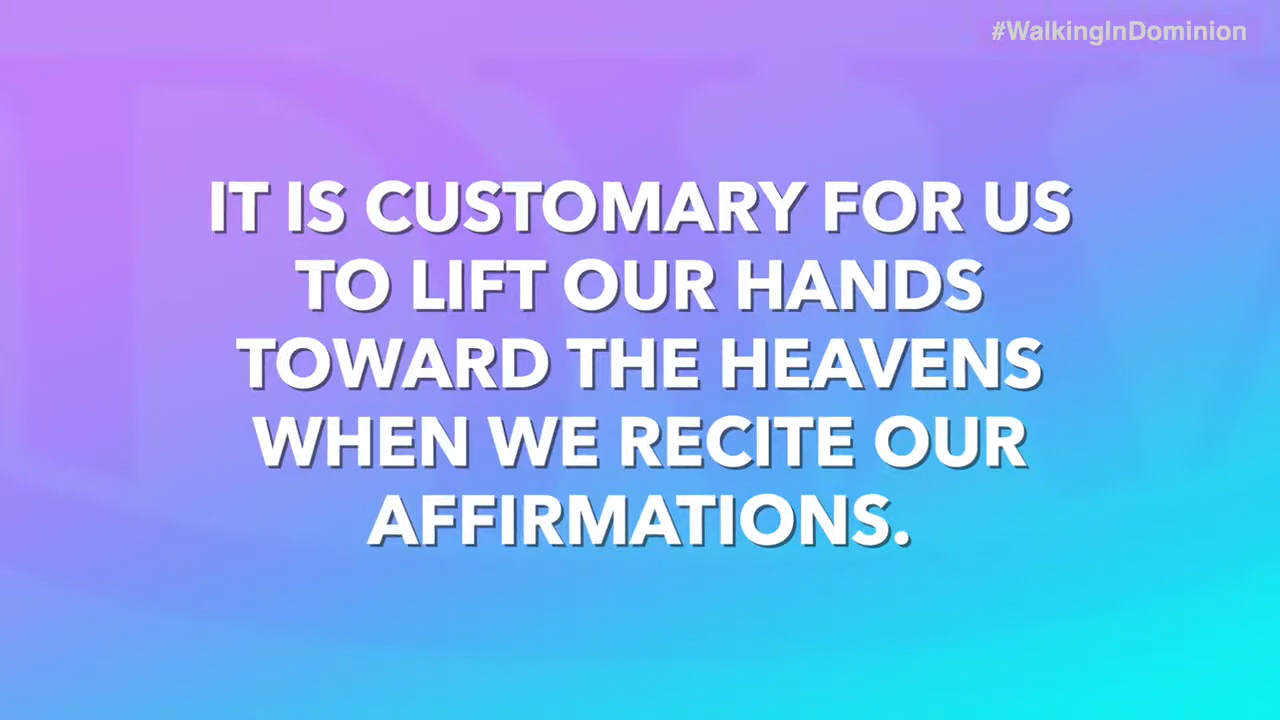 #WalkingInDominion
IT IS CUSTOMARY FOR US
TO LIFT OUR HANDS
TOWARD THE HEAVENS
WHEN WE RECITE OUR
AFFIRMATIONS.